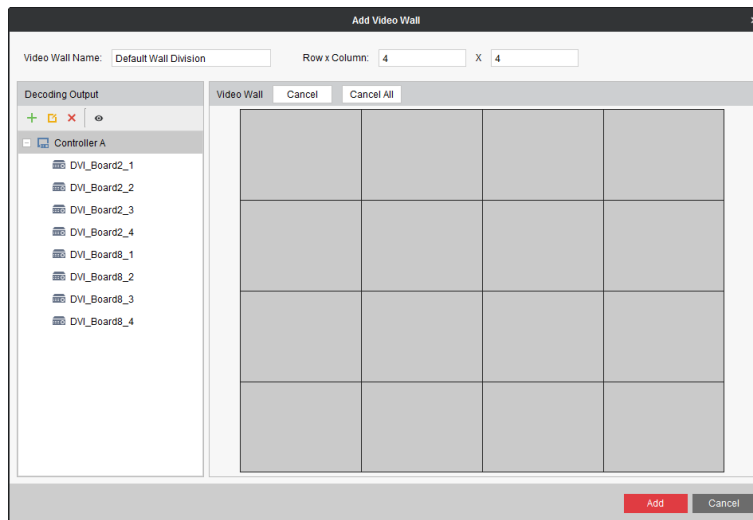 Add Video Wall
Video Wall Name: Default Wall Division Row x Column: 4 X 4
Decoding Output
Video Wall Cancel Cancel All
Controller A
DVI_Board2_1
DVI_Board2_2
DVI_Board2_3
DVI_Board2_4
DVI_Board8_1
DVI_Board8_2
DVI_Board8_3
DVI_Board8_4
Add Cancel